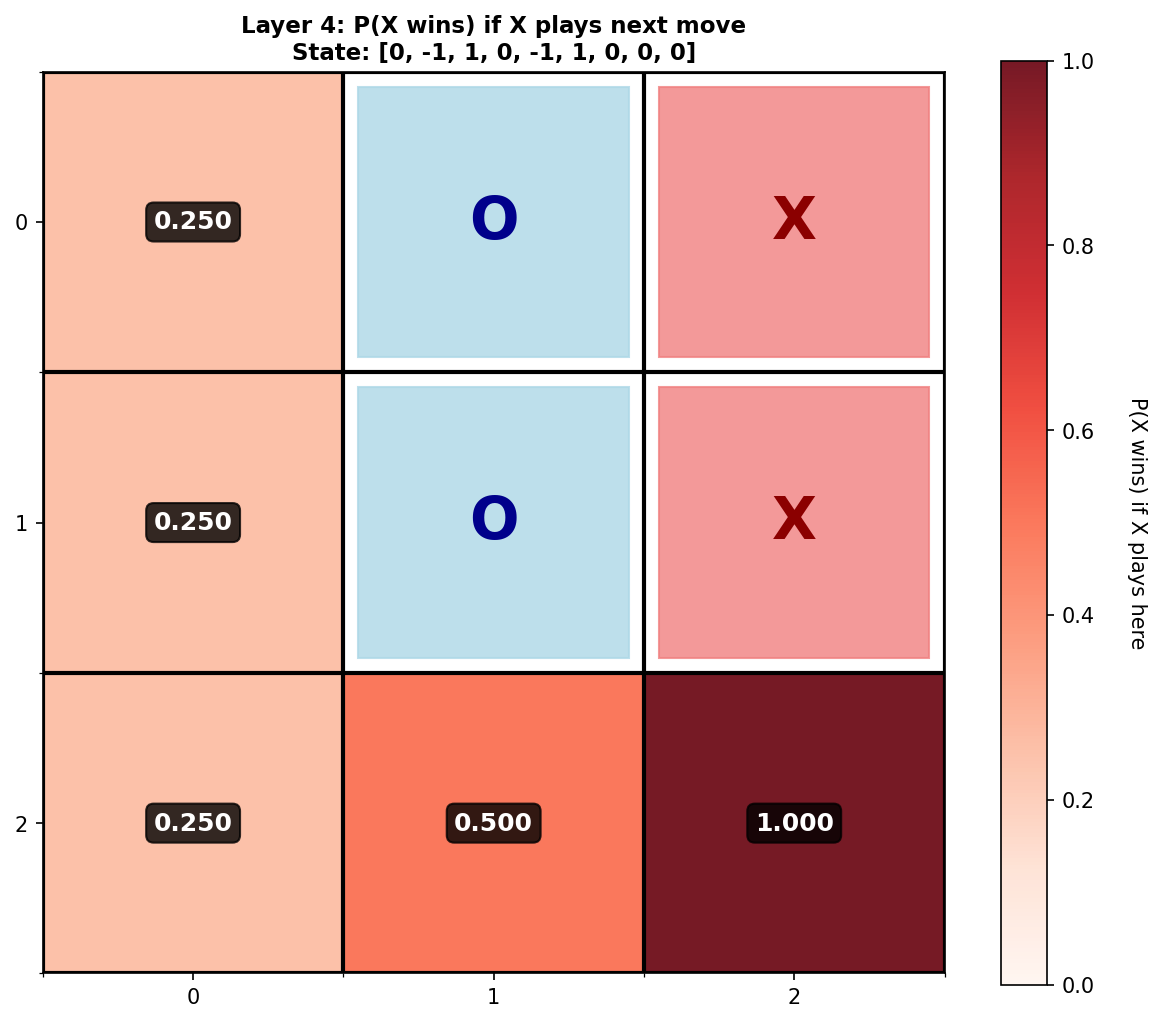 Layer 4: P(X wins) if X plays next move
State: [0, -1, 1, 0, -1, 1, 0, 0, 0]
0
0.250
O
X
1
0.250
O
X
2
0.250
0.500
1.000
0
1
2
1.0
0.8
0.6
0.4
0.2
0.0
P(X wins) if X plays here